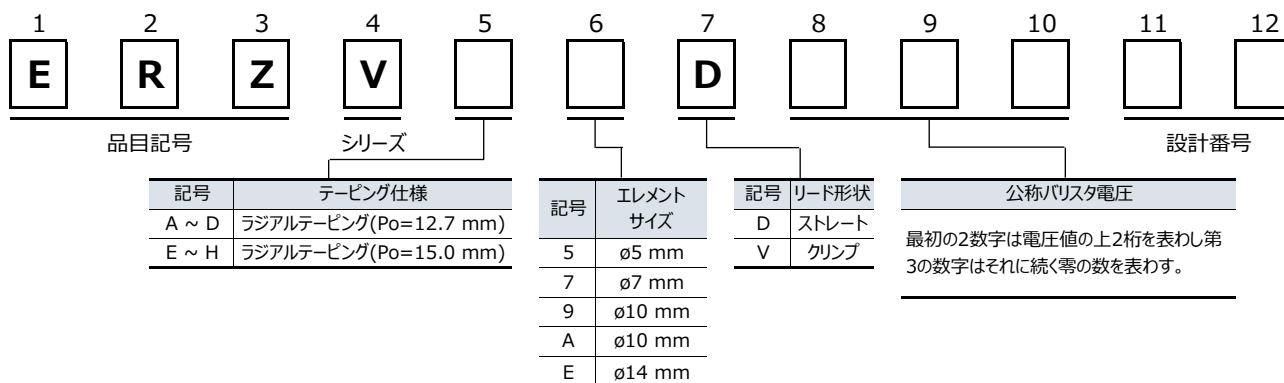 1 2 3 4 5 6 7 8 9 10 11 12
E R Z V D
品目記号 シリーズ 設計番号
記号 テーピング仕様
A ~ D ラジアルテーピング(Po=12.7 mm)
E ~ H ラジアルテーピング(Po=15.0 mm)
記号 エレメント
サイズ
5 ø5 mm
7 ø7 mm
9 ø10 mm
A ø10 mm
E ø14 mm
記号 リード形状
D ストレート
V クリンプ
公称バリスタ電圧
最初の2数字は電圧値の上2桁を表わし第
3の数字はそれに続く零の数を表わす。